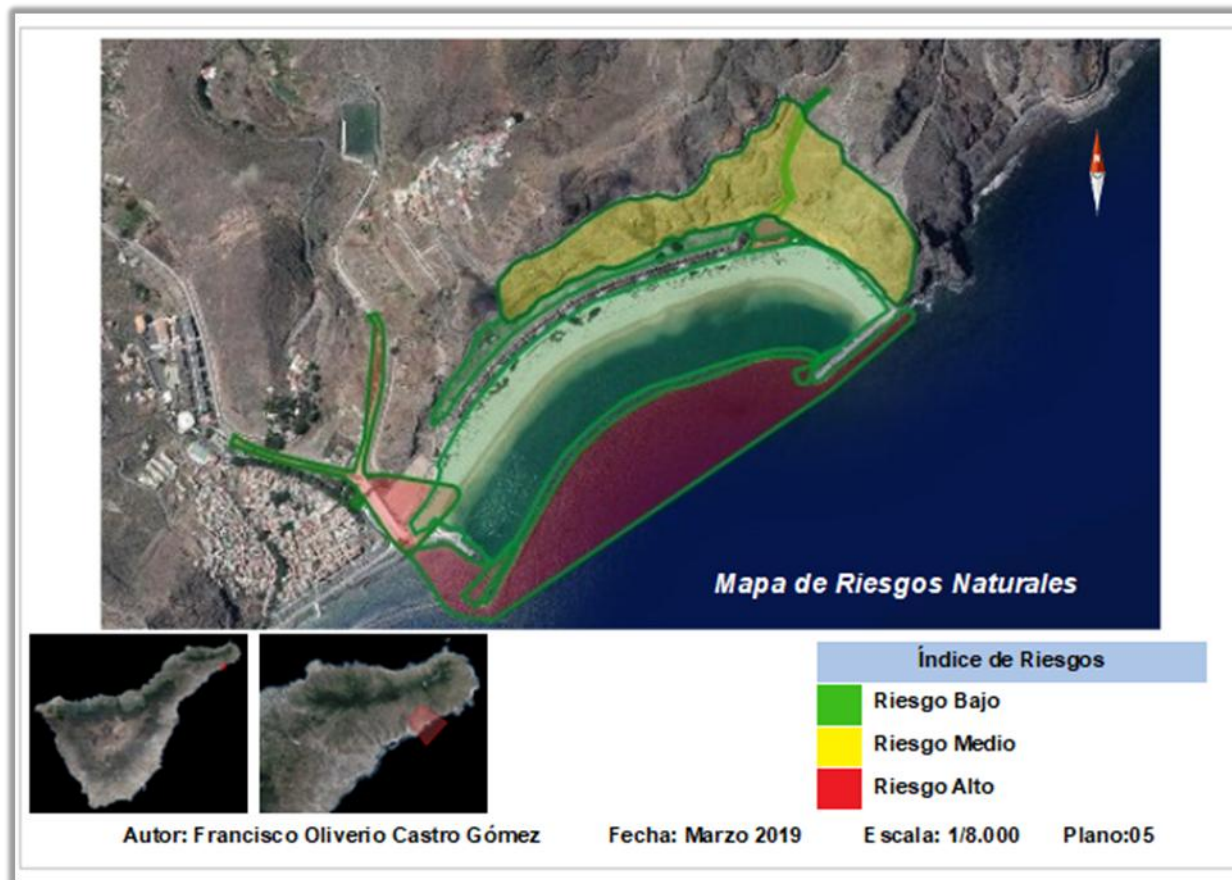 Mapa de Riesgos Naturales
Índice de Riesgos
Riesgo Bajo
Riesgo Medio
Riesgo Alto
Autor: Francisco Oliverio Castro Gómez Fecha: Marzo 2019 Escala: 1/8.000 Plano:05